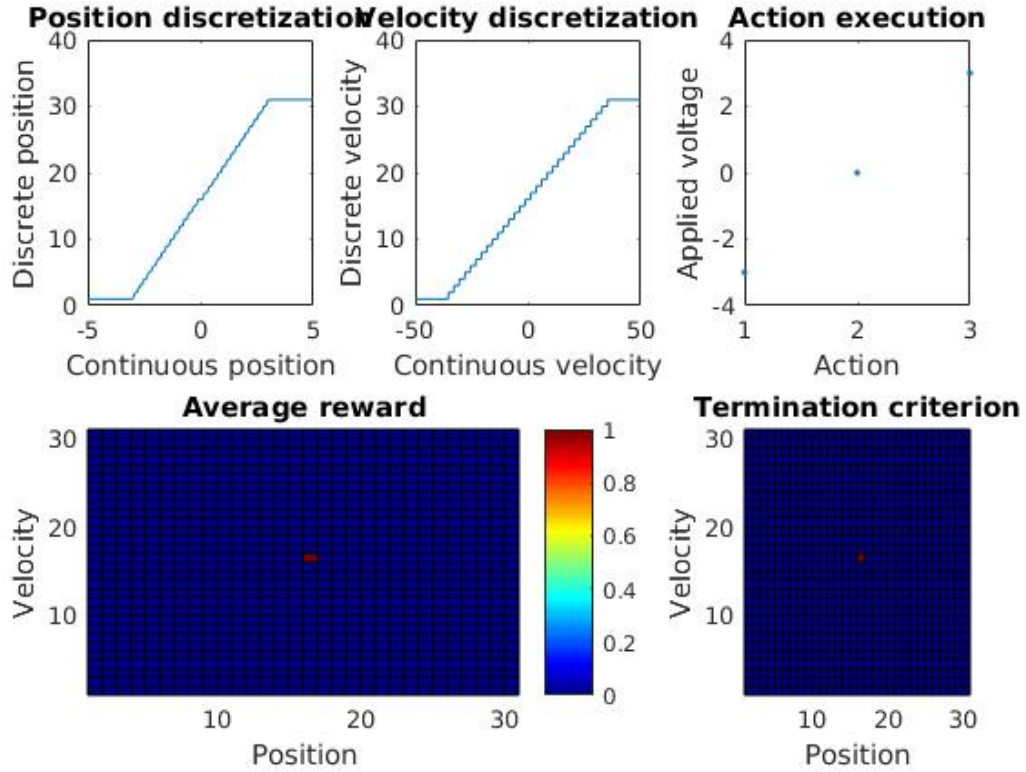 Position discretization
Velocity discretization
Action execution
40
30
20
10
0
Discrete position
-5
0
5
Continuous position
40
30
20
10
0
Discrete velocity
-50
0
50
Continuous velocity
4
2
0
-2
-4
Applied voltage
1
2
3
Action
Average reward
30
20
10
Velocity
10
20
30
Position
1
0.8
0.6
0.4
0.2
0
Termination criterion
30
20
10
Velocity
10
20
30
Position